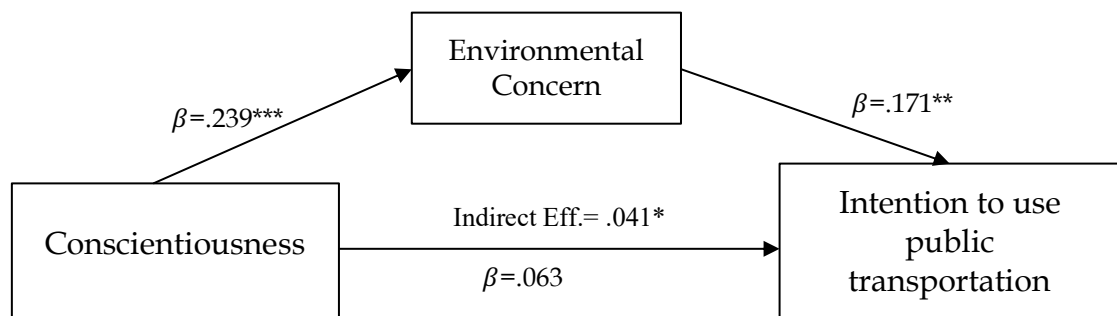 Environmental
Concern
β=.239***
β=.171**
Conscientiousness
Indirect Eff.= .041*
β=.063
Intention to use
public
transportation